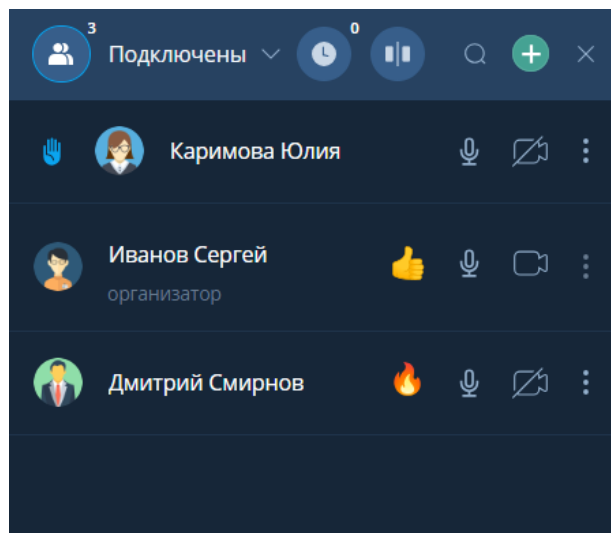 3
Подключены
0
Каримова Юлия
Иванов Сергей
организатор
Дмитрий Смирнов